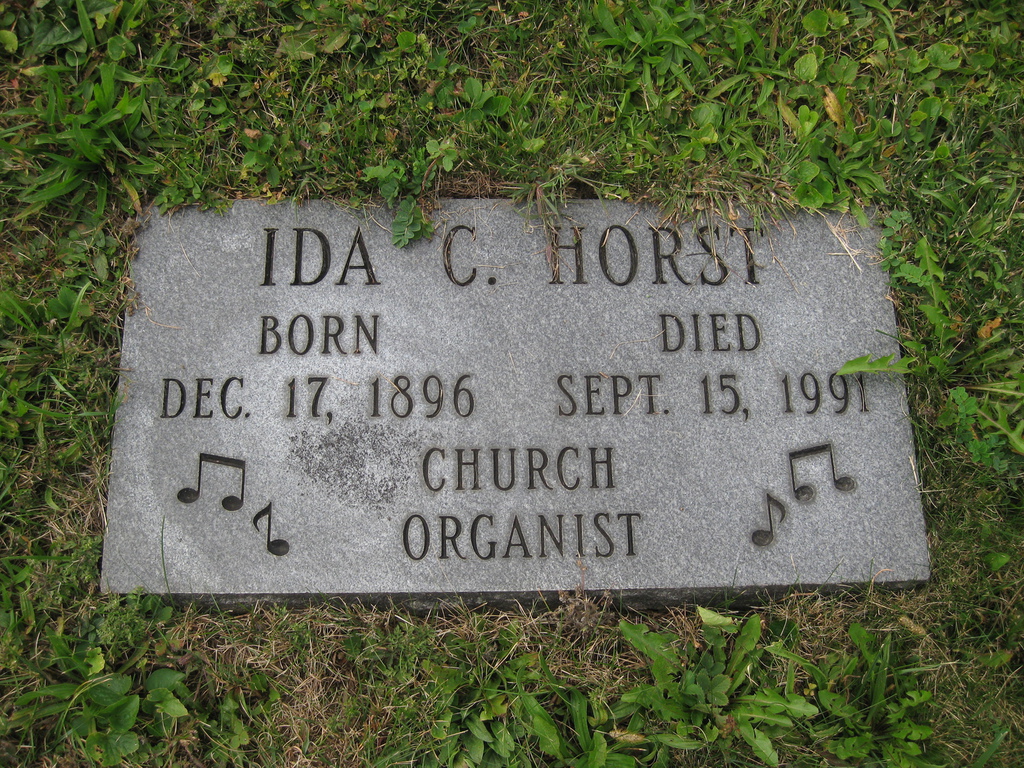 IDA C. HORST
BORN DIED
DEC. 17, 1896 SEPT. 15, 1991
CHURCH
ORGANIST